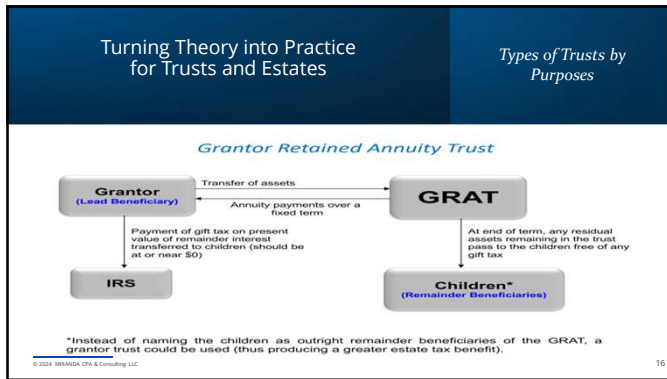 Turning Theory into Practice
for Trusts and Estates
Types of Trusts by
Purposes
Grantor Retained Annuity Trust
Grantor
(Lead Beneficiary)
Transfer of assets
Annuity payments over a
fixed term
GRAT
Payment of gift tax on present
value of remainder interest
transferred to children (should be
at or near $0)
At end of term, any residual
assets remaining in the trust
pass to the children free of any
gift tax
IRS
Children*
(Remainder Beneficiaries)
*Instead of naming the children as outright remainder beneficiaries of the GRAT, a
grantor trust could be used (thus producing a greater estate tax benefit).
© 2024 MIRANDA CPA & Consulting LLC
16